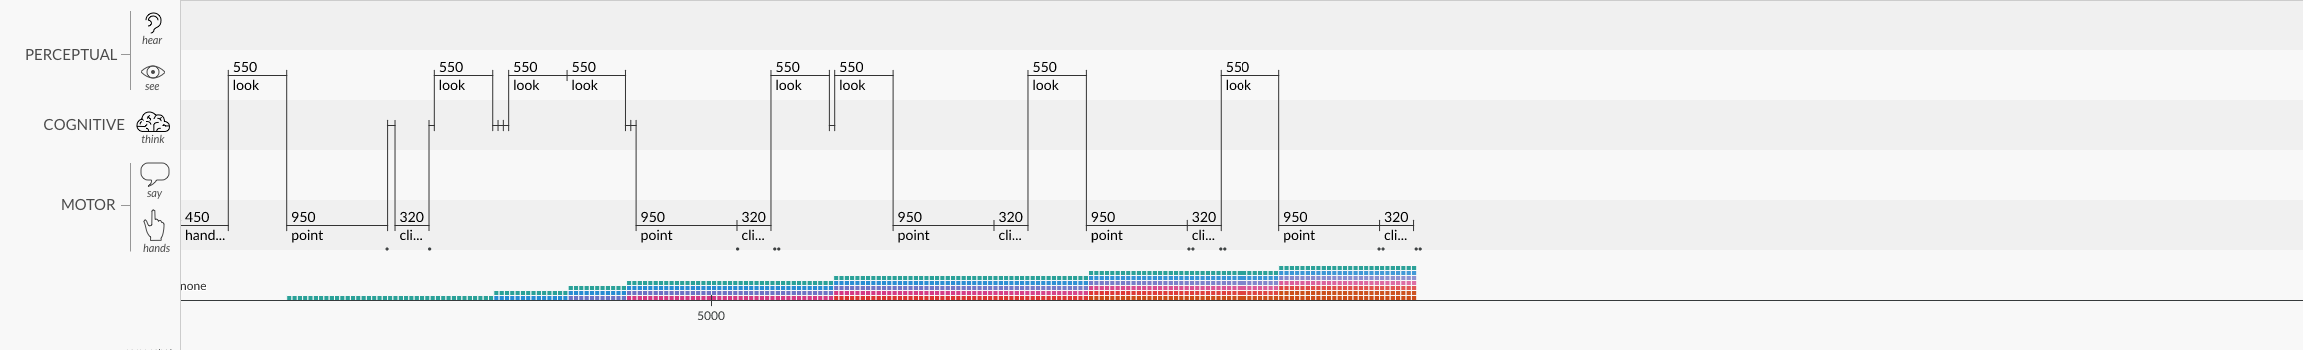 hear
PERCEPTUAL
see
550 550 550 550 550 550 550 550
look look look look look look look look
COGNITIVE
think
say
MOTOR
hands
450 950 320 950 320 950 320 950 320 950 320
hand... point cli... point cli... point cli... point cli... point cli...
none
5000